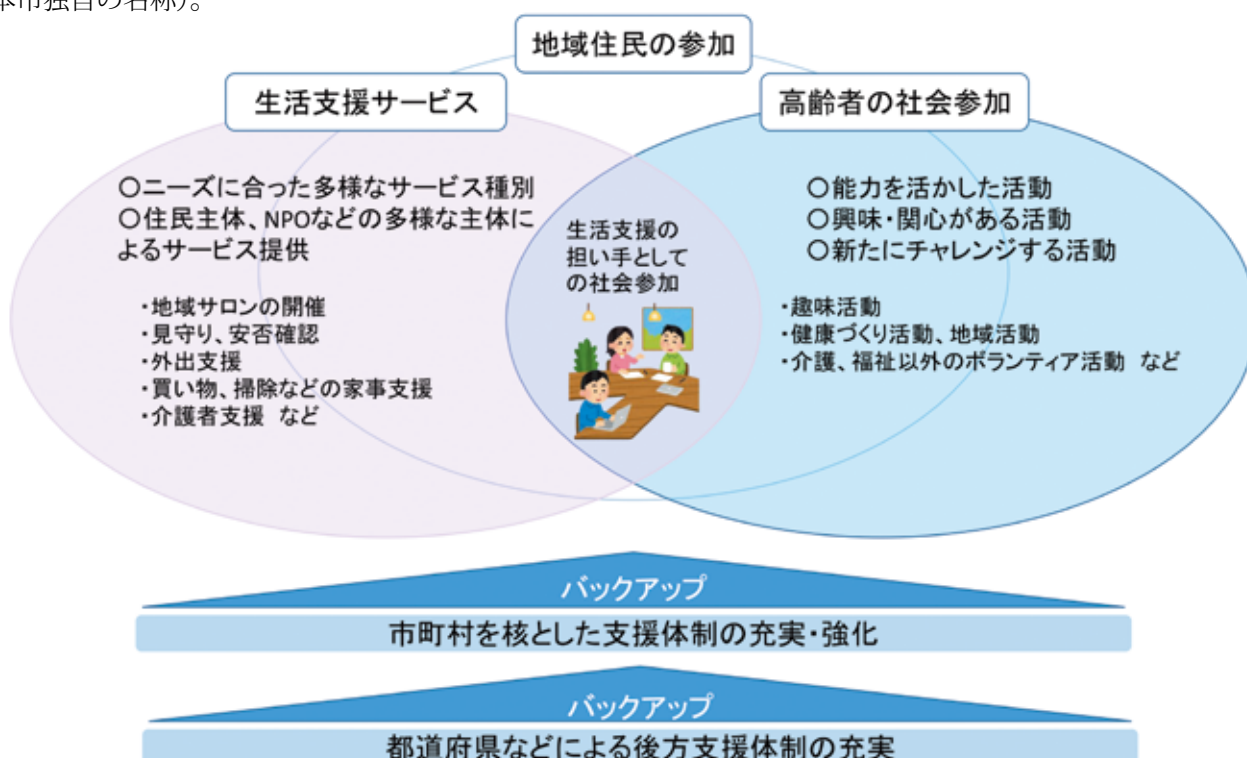 本市独自の名称)。
地域住民の参加
生活支援サービス
高齢者の社会参加
○ニーズに合った多様なサービス種別
○住民主体、NPOなどの多様な主体に
よるサービス提供
・地域サロンの開催
・見守り、安否確認
・外出支援
・買い物、掃除などの家事支援
・介護者支援 など
生活支援の
担い手として
の社会参加
○能力を活かした活動
○興味・関心がある活動
○新たにチャレンジする活動
・趣味活動
・健康づくり活動、地域活動
・介護、福祉以外のボランティア活動 など
バックアップ
市町村を核とした支援体制の充実・強化
バックアップ
都道府県などによる後方支援体制の充実